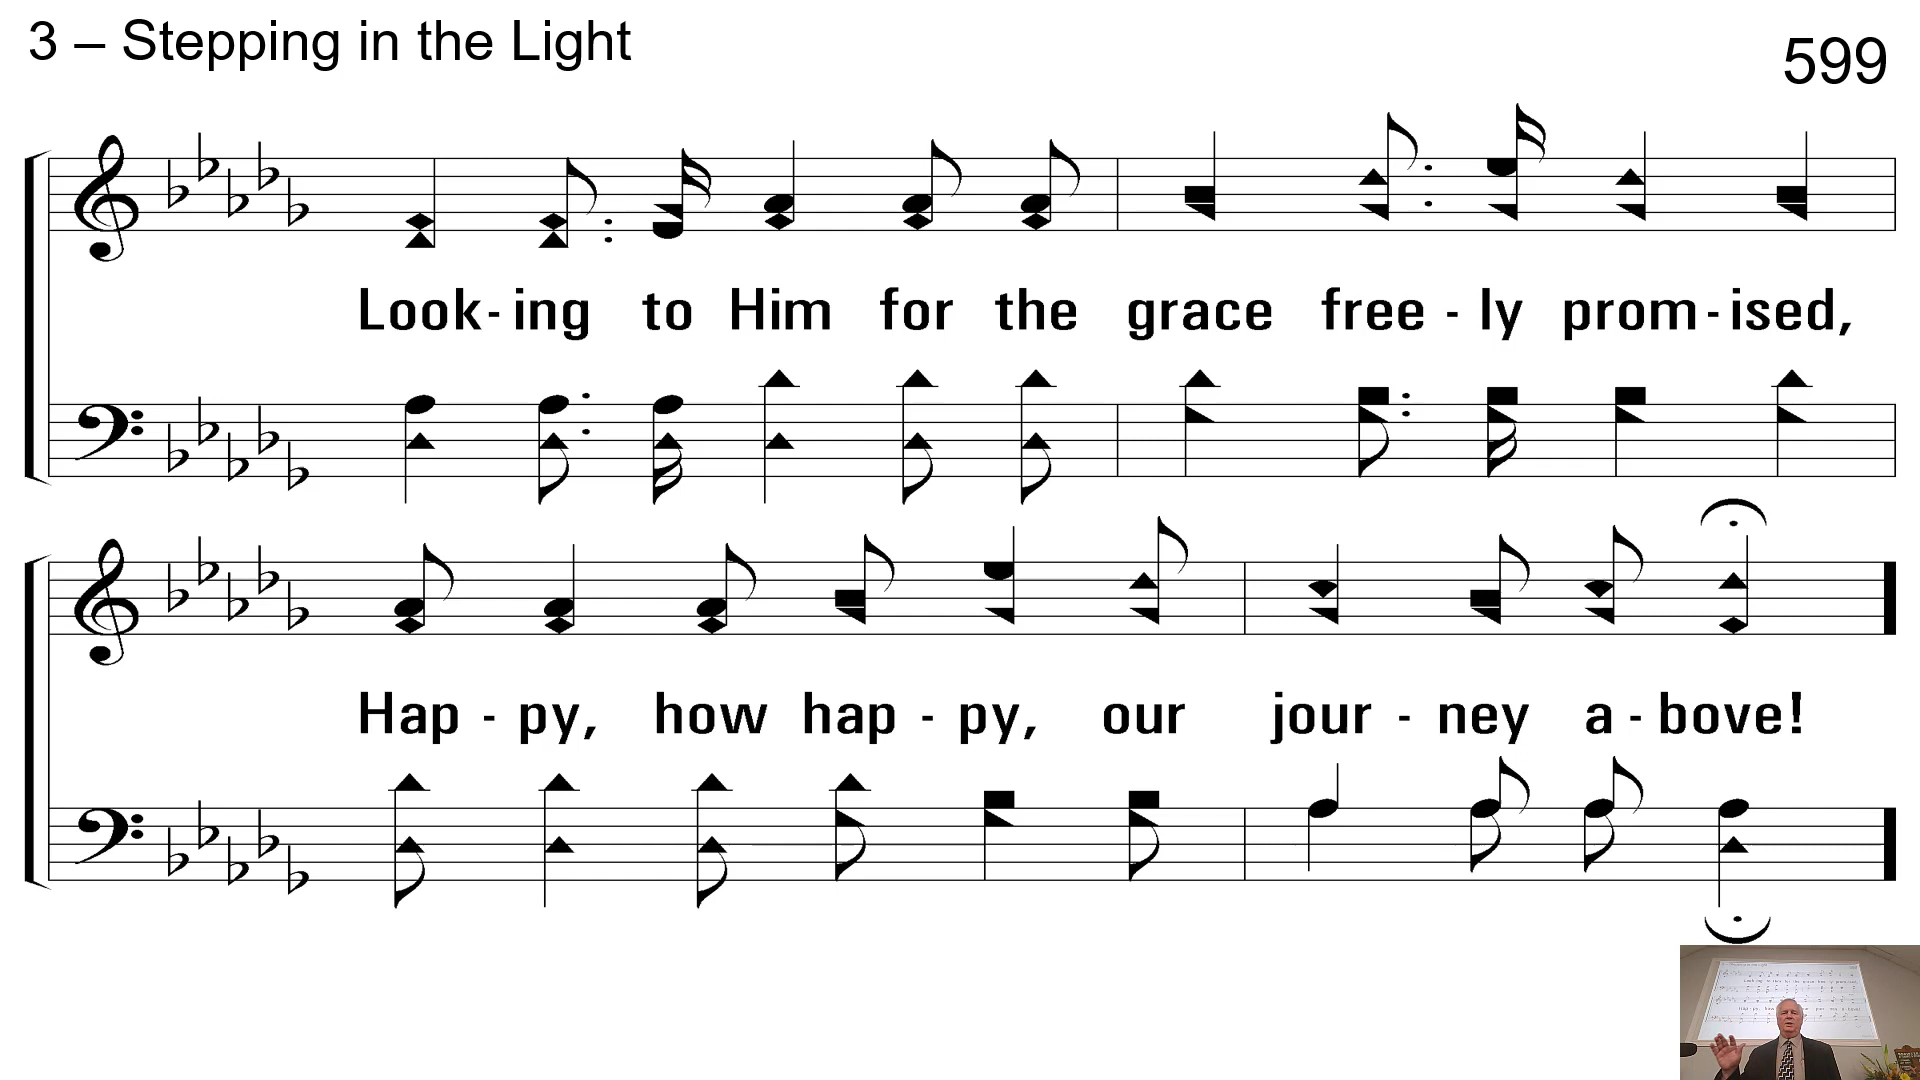 3 – Stepping in the Light
599
Look-ing to Him for the grace free-ly prom-ised,
Hap-py, how hap-py, our jour-ney a-bove!